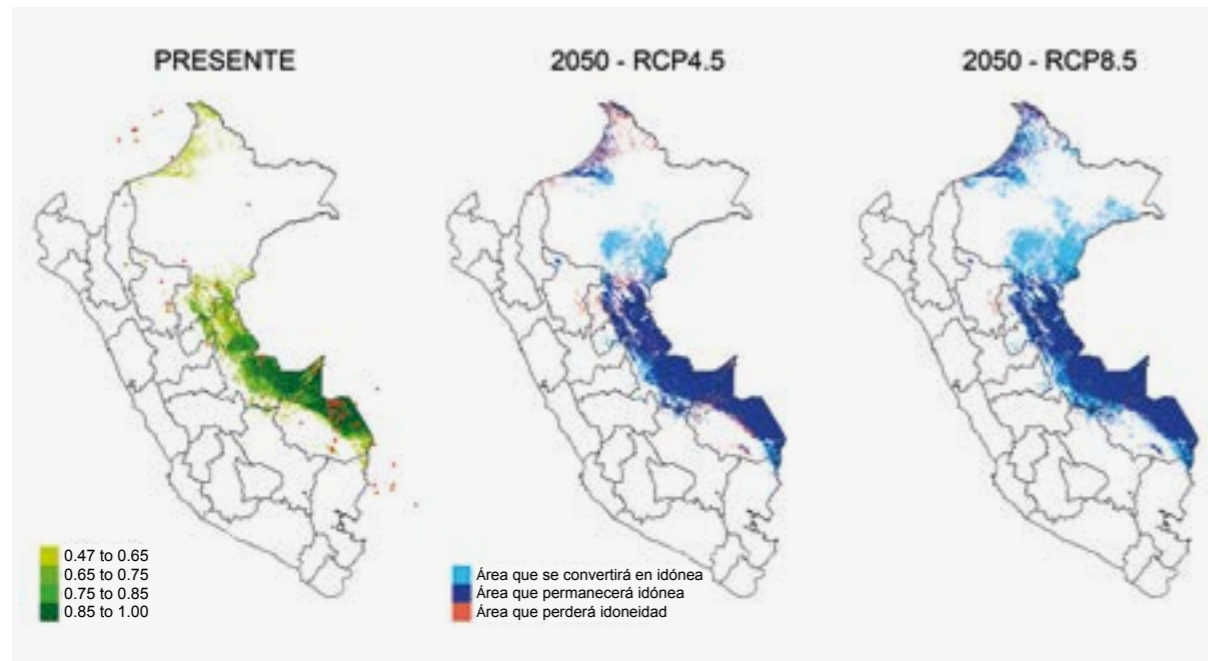 PRESENTE
2050 - RCP4.5
2050 - RCP8.5
0.47 to 0.65
0.65 to 0.75
0.75 to 0.85
0.85 to 1.00
Área que se convertirá en idónea
Área que permanecerá idónea
Área que perderá idoneidad